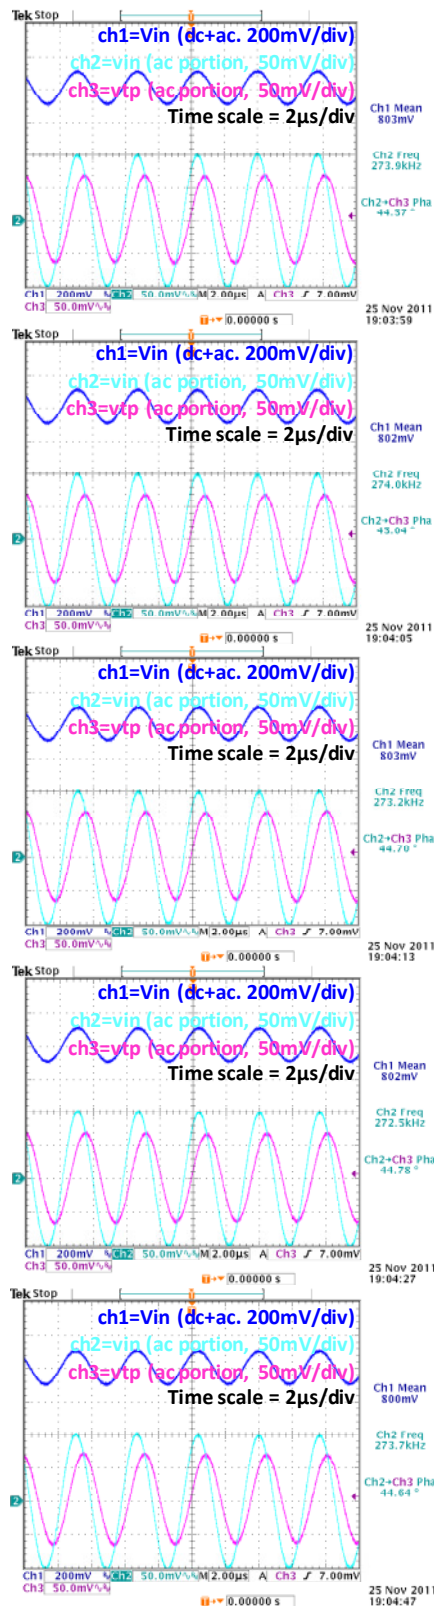 Tek Stop
ch1=Vin (dc+ac. 200mV/div)
ch2=vin (ac portion, 50mV/div)
ch3=vtp (ac portion, 50mV/div)
Time scale = 2µs/div
Ch1 Mean
803mV
Ch2 Freq
273.9kHz
Ch2→Ch3 Pha
44.37°
2
Ch1 200mV Ch2 50.0mV M 2.00µs A Ch3 7.00mV
Ch3 50.0mV
0.00000 s
25 Nov 2011
19:03:59
Tek Stop
ch1=Vin (dc+ac. 200mV/div)
ch2=vin (ac portion, 50mV/div)
ch3=vtp (ac portion, 50mV/div)
Time scale = 2µs/div
Ch1 Mean
802mV
Ch2 Freq
274.0kHz
Ch2→Ch3 Pha
45.04°
2
Ch1 200mV Ch2 50.0mV M 2.00µs A Ch3 7.00mV
Ch3 50.0mV
0.00000 s
25 Nov 2011
19:04:05
Tek Stop
ch1=Vin (dc+ac. 200mV/div)
ch2=vin (ac portion, 50mV/div)
ch3=vtp (ac portion, 50mV/div)
Time scale = 2µs/div
Ch1 Mean
803mV
Ch2 Freq
273.2kHz
Ch2→Ch3 Pha
44.70°
2
Ch1 200mV Ch2 50.0mV M 2.00µs A Ch3 7.00mV
Ch3 50.0mV
0.00000 s
25 Nov 2011
19:04:13
Tek Stop
ch1=Vin (dc+ac. 200mV/div)
ch2=vin (ac portion, 50mV/div)
ch3=vtp (ac portion, 50mV/div)
Time scale = 2µs/div
Ch1 Mean
802mV
Ch2 Freq
272.5kHz
Ch2→Ch3 Pha
44.78°
2
Ch1 200mV Ch2 50.0mV M 2.00µs A Ch3 7.00mV
Ch3 50.0mV
0.00000 s
25 Nov 2011
19:04:27
Tek Stop
ch1=Vin (dc+ac. 200mV/div)
ch2=vin (ac portion, 50mV/div)
ch3=vtp (ac portion, 50mV/div)
Time scale = 2µs/div
Ch1 Mean
800mV
Ch2 Freq
273.7kHz
Ch2→Ch3 Pha
44.64°
2
Ch1 200mV Ch2 50.0mV M 2.00µs A Ch3 7.00mV
Ch3 50.0mV
0.00000 s
25 Nov 2011
19:04:47